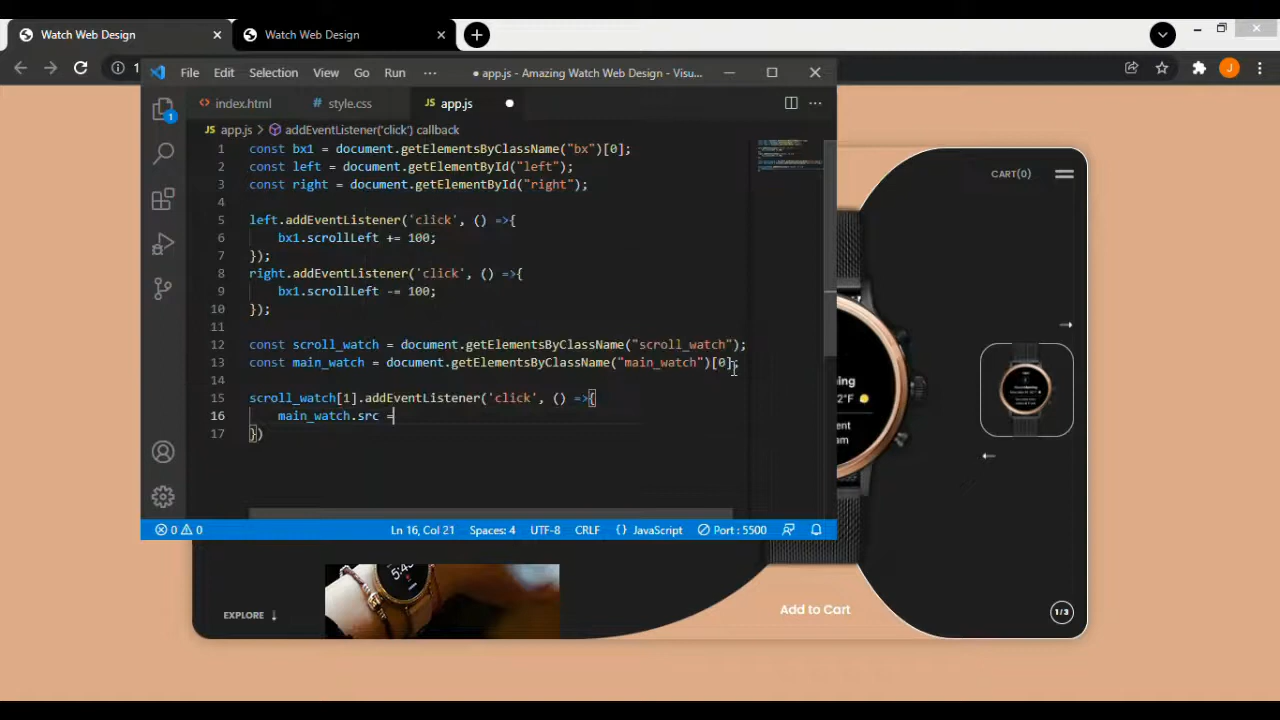 Watch Web Design
Watch Web Design
1
J
File Edit Selection View Go Run ···
● app.js - Amazing Watch Web Design - Visu...
<> index.html # style.css JS app.js ●
JS app.js > addEventListener('click') callback
1 const bx1 = document.getElementsByClassName("bx")[0];
2 const left = document.getElementById("left");
3 const right = document.getElementById("right");
4
5 left.addEventListener('click', () =>{
6     bx1.scrollLeft += 100;
7 });
8 right.addEventListener('click', () =>{
9     bx1.scrollLeft -= 100;
10 });
11
12 const scroll_watch = document.getElementsByClassName("scroll_watch");
13 const main_watch = document.getElementsByClassName("main_watch")[0];
14
15 scroll_watch[1].addEventListener('click', () =>{
16     main_watch.src =
17 })
1
0 0 Ln 16, Col 21 Spaces: 4 UTF-8 CRLF {} JavaScript Port : 5500
CART(0)
2°F
am
5:43
EXPLORE ↓
Add to Cart
1/3